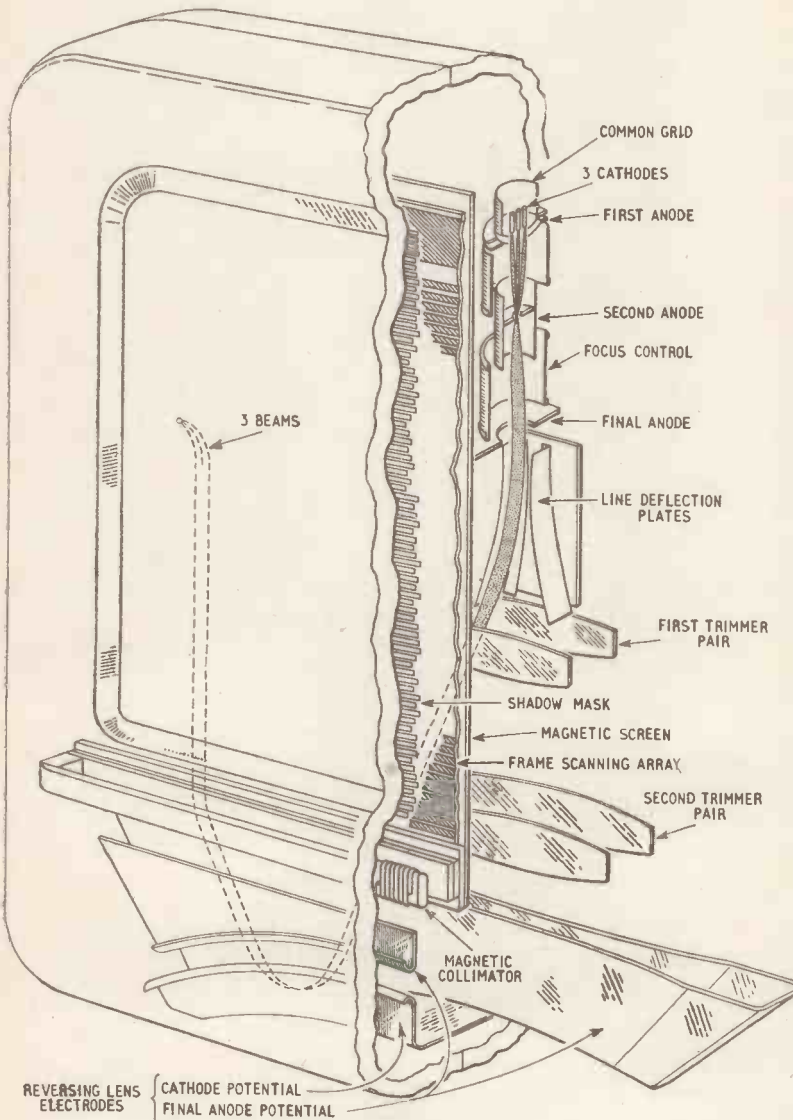 COMMON GRID
3 CATHODES
FIRST ANODE
SECOND ANODE
FOCUS CONTROL
FINAL ANODE
3 BEAMS
LINE DEFLECTION
PLATES
FIRST TRIMMER
PAIR
SHADOW MASK
MAGNETIC SCREEN
FRAME SCANNING ARRAY
SECOND TRIMMER
PAIR
MAGNETIC
COLLIMATOR
REVERSING LENS
ELECTRODES
CATHODE POTENTIAL
FINAL ANODE POTENTIAL